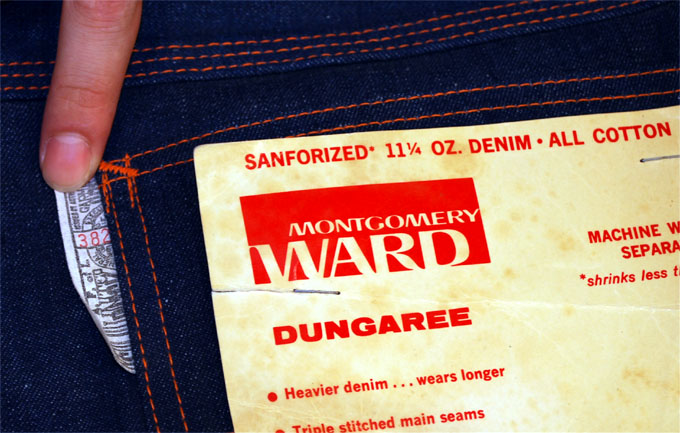 SANFORIZED* 11¼ OZ. DENIM • ALL COTTON
MONTGOMERY
WARD
MACHINE W
SEPARA
*shrinks less t
DUNGAREE
• Heavier denim . . . wears longer
• Triple stitched main seams
382